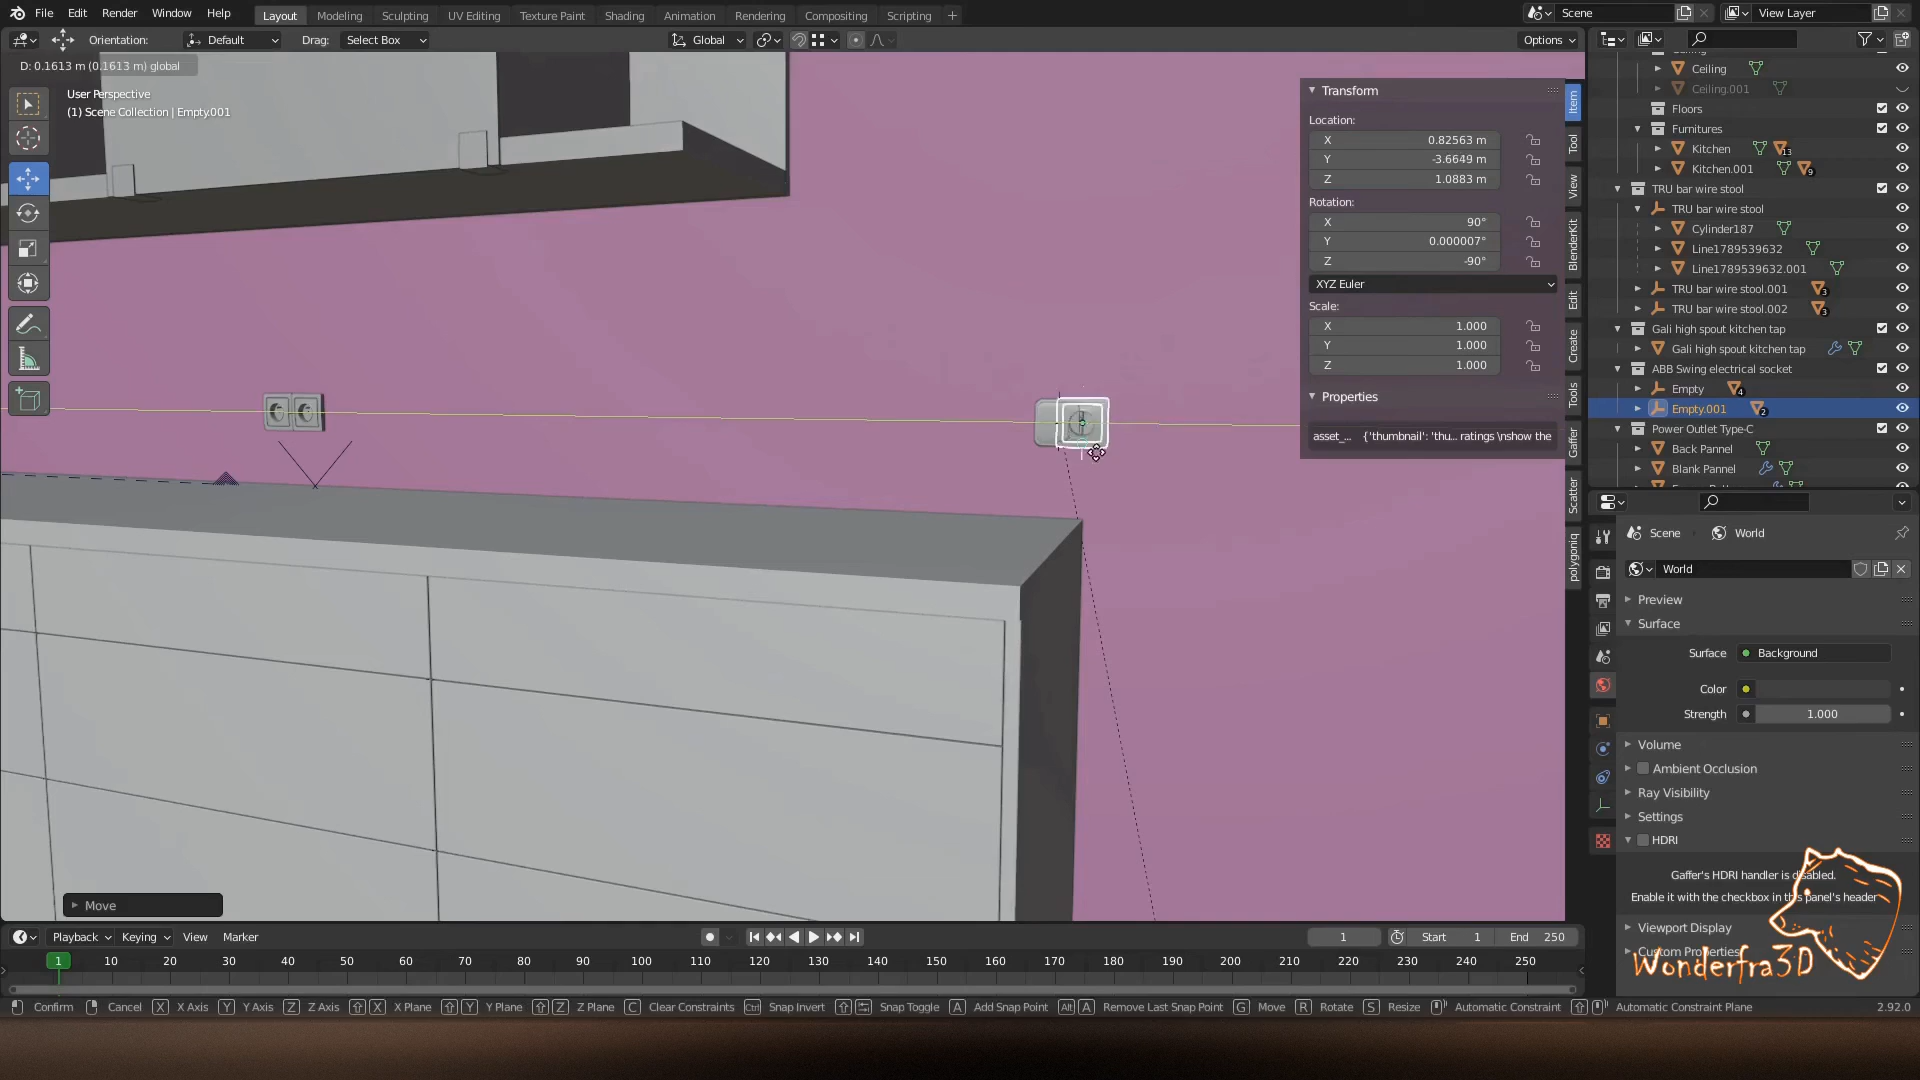 File Edit Render Window Help Layout Modeling Sculpting UV Editing Texture Paint Shading Animation Rendering Compositing Scripting + Scene View Layer
Orientation: Default Drag: Select Box Global Options
D: 0.1613 m (0.1613 m) global
User Perspective
(1) Scene Collection | Empty.001
Transform
Location:
X 0.82563 m
Y -3.6649 m
Z 1.0883 m
Rotation:
X 90°
Y 0.000007°
Z -90°
XYZ Euler
Scale:
X 1.000
Y 1.000
Z 1.000
Properties
asset_... {'thumbnail': 'thu... ratings \nshow the
Item
Tool
View
BlenderKit
Edit
Create
Tools
Gaffer
Scatter
polygoniq
Ceiling
Ceiling.001
Floors
Furnitures
Kitchen 13
Kitchen.001 9
TRU bar wire stool
TRU bar wire stool
Cylinder187
Line1789539632
Line1789539632.001
TRU bar wire stool.001 3
TRU bar wire stool.002 3
Gali high spout kitchen tap
Gali high spout kitchen tap
ABB Swing electrical socket
Empty 4
Empty.001 2
Power Outlet Type-C
Back Pannel
Blank Pannel
Scene World
World
Preview
Surface
Surface Background
Color
Strength 1.000
Volume
Ambient Occlusion
Ray Visibility
Settings
HDRI
Gaffer's HDRI handler is disabled.
Enable it with the checkbox in this panel's header
Viewport Display
Custom Properties
Wonderfra3D
Move
Playback Keying View Marker 1 Start 1 End 250
1 10 20 30 40 50 60 70 80 90 100 110 120 130 140 150 160 170 180 190 200 210 220 230 240 250
Confirm Cancel X X Axis Y Y Axis Z Z Axis X X Plane Y Y Plane Z Z Plane C Clear Constraints Ctrl Snap Invert Snap Toggle A Add Snap Point Alt A Remove Last Snap Point G Move R Rotate S Resize Automatic Constraint Automatic Constraint Plane 2.92.0